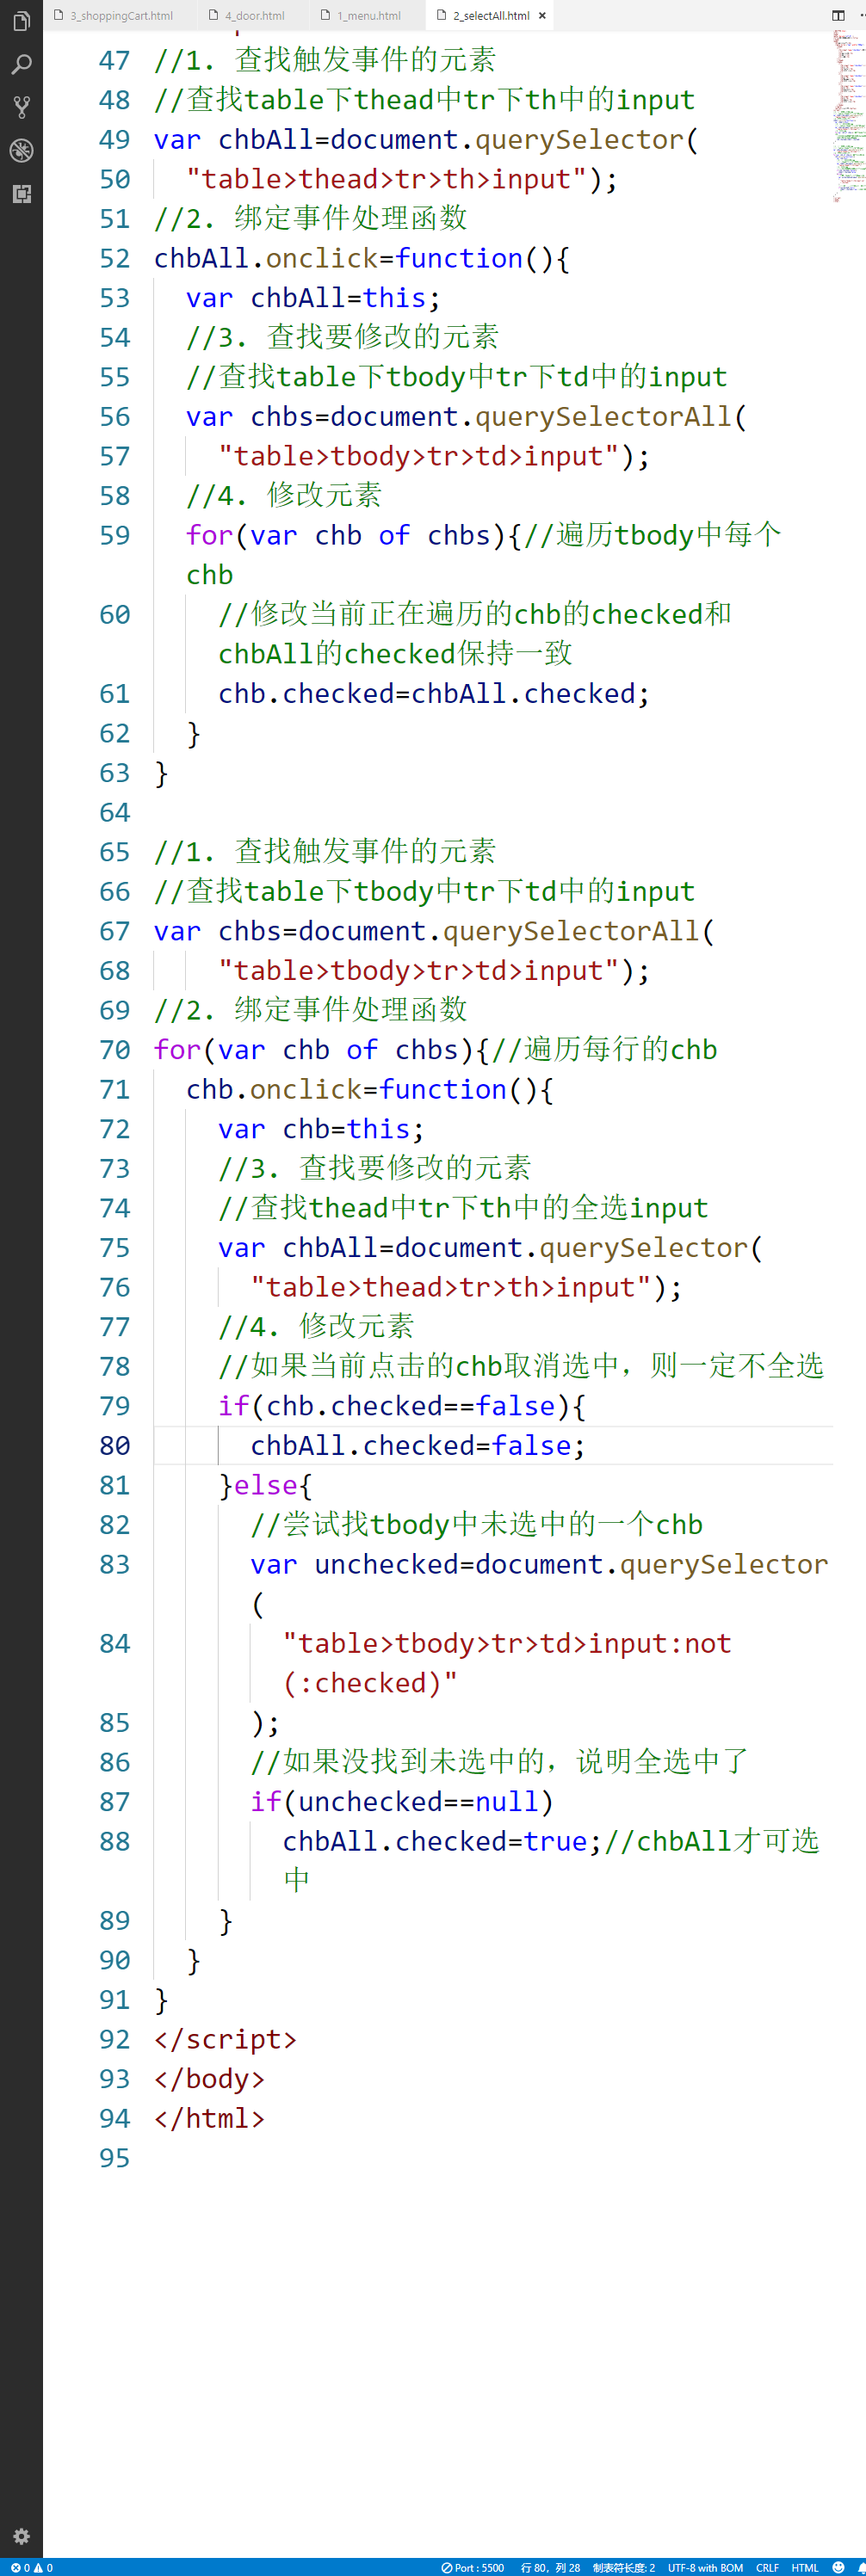 3_shoppingCart.html 4_door.html 1_menu.html 2_selectAll.html ×
47 //1. 查找触发事件的元素
48 //查找table下thead中tr下th中的input
49 var chbAll=document.querySelector(
50 "table>thead>tr>th>input");
51 //2. 绑定事件处理函数
52 chbAll.onclick=function(){
53 var chbAll=this;
54 //3. 查找要修改的元素
55 //查找table下tbody中tr下td中的input
56 var chbs=document.querySelectorAll(
57 "table>tbody>tr>td>input");
58 //4. 修改元素
59 for(var chb of chbs){//遍历tbody中每个
chb
60 //修改当前正在遍历的chb的checked和
chbAll的checked保持一致
61 chb.checked=chbAll.checked;
62 }
63 }
64
65 //1. 查找触发事件的元素
66 //查找table下tbody中tr下td中的input
67 var chbs=document.querySelectorAll(
68 "table>tbody>tr>td>input");
69 //2. 绑定事件处理函数
70 for(var chb of chbs){//遍历每行的chb
71 chb.onclick=function(){
72 var chb=this;
73 //3. 查找要修改的元素
74 //查找thead中tr下th中的全选input
75 var chbAll=document.querySelector(
76 "table>thead>tr>th>input");
77 //4. 修改元素
78 //如果当前点击的chb取消选中，则一定不全选
79 if(chb.checked==false){
80 chbAll.checked=false;
81 }else{
82 //尝试找tbody中未选中的一个chb
83 var unchecked=document.querySelector
(
84 "table>tbody>tr>td>input:not
(:checked)"
85 );
86 //如果没找到未选中的，说明全选中了
87 if(unchecked==null)
88 chbAll.checked=true;//chbAll才可选
中
89 }
90 }
91 }
92 </script>
93 </body>
94 </html>
95
0 0 Port : 5500 行 80，列 28 制表符长度: 2 UTF-8 with BOM CRLF HTML